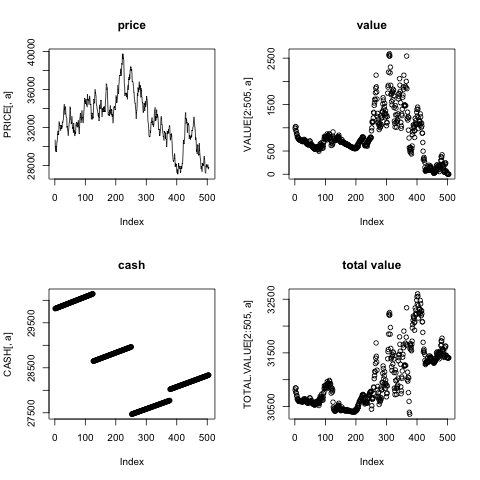 price
PRICE[, a]
40000
36000
32000
28000
0 100 200 300 400 500
Index
value
VALUE[2:505, a]
2500
1500
500
0
0 100 200 300 400 500
Index
cash
CASH[, a]
29500
28500
27500
0 100 200 300 400 500
Index
total value
TOTAL.VALUE[2:505, a]
32500
31500
30500
0 100 200 300 400 500
Index